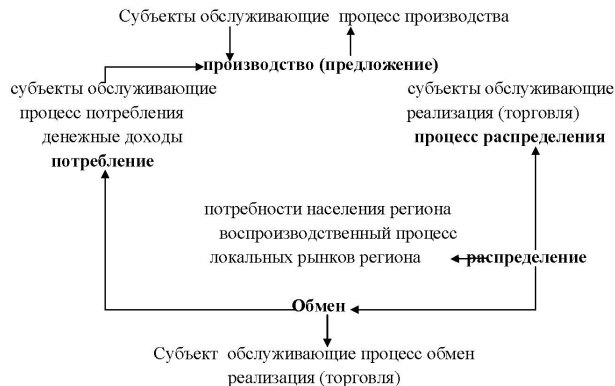 Субъекты обслуживающие процесс производства
производство (предложение)
субъекты обслуживающие
процесс потребления
денежные доходы
потребление
субъекты обслуживающие
реализация (торговля)
процесс распределения
потребности населения региона
воспроизводственный процесс
локальных рынков региона
распределение
Обмен
Субъект обслуживающие процесс обмен
реализация (торговля)